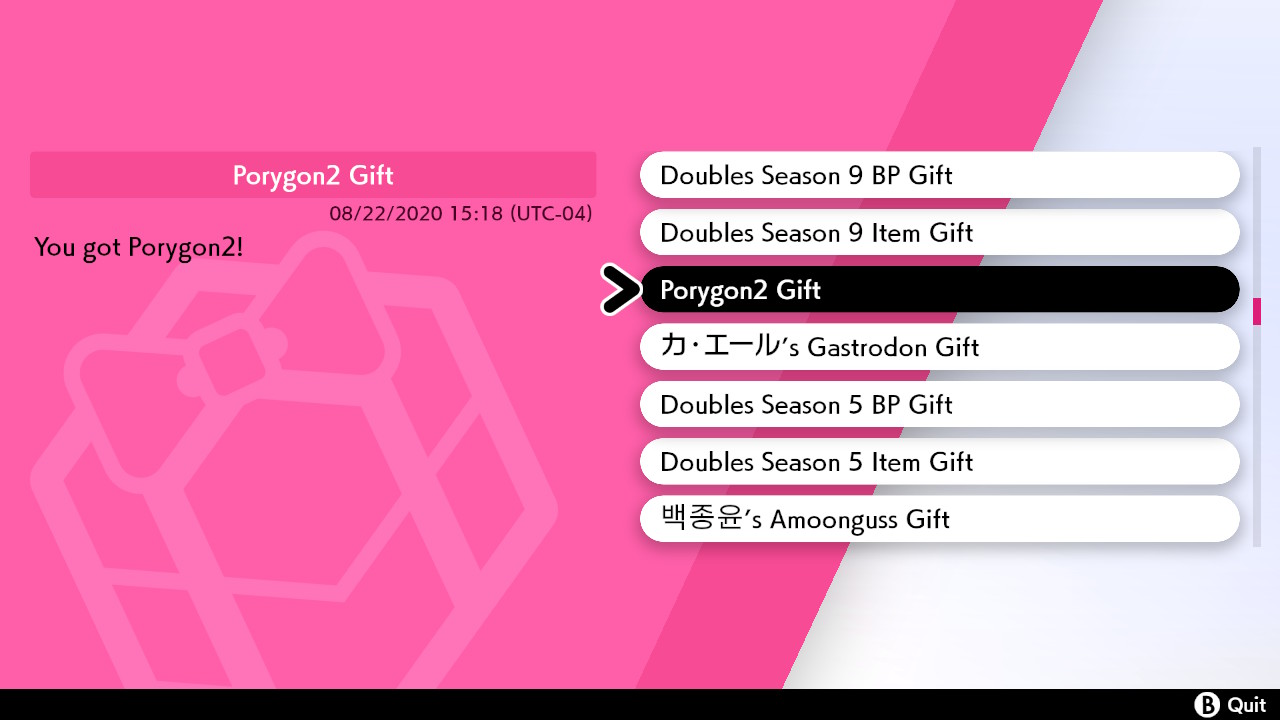 Porygon2 Gift
08/22/2020 15:18 (UTC-04)
You got Porygon2!
Doubles Season 9 BP Gift
Doubles Season 9 Item Gift
Porygon2 Gift
カ・エール's Gastrodon Gift
Doubles Season 5 BP Gift
Doubles Season 5 Item Gift
백종윤's Amoonguss Gift
B Quit